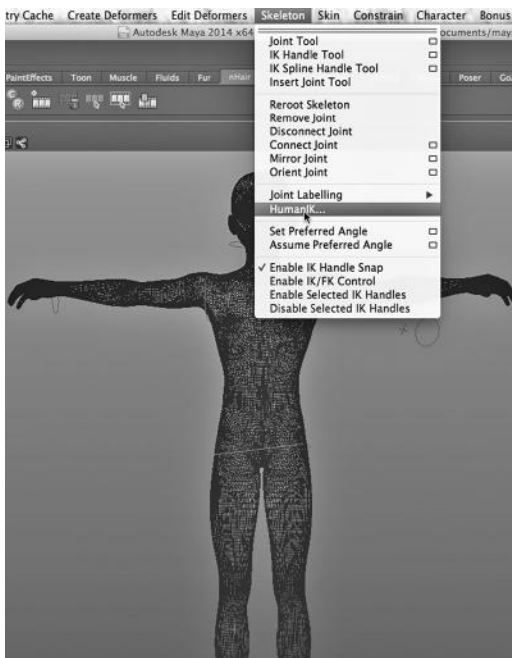 try Cache Create Deformers Edit Deformers Skeleton Skin Constrain Character Bonus
Autodesk Maya 2014 x64
ocuments/may
PaintEffects Toon Muscle Fluids Fur nHair Poser Go
Joint Tool
IK Handle Tool
IK Spline Handle Tool
Insert Joint Tool
Reroot Skeleton
Remove Joint
Disconnect Joint
Connect Joint
Mirror Joint
Orient Joint
Joint Labelling
HumanIK...
Set Preferred Angle
Assume Preferred Angle
✓ Enable IK Handle Snap
Enable IK/FK Control
Enable Selected IK Handles
Disable Selected IK Handles